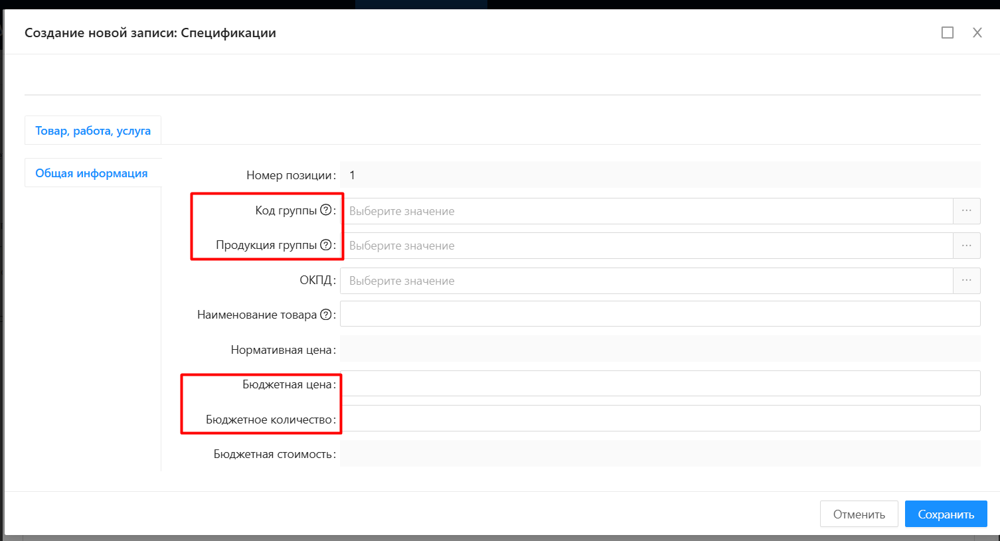 Создание новой записи: Спецификации
Товар, работа, услуга
Общая информация
Номер позиции: 1
Код группы ?: Выберите значение ...
Продукция группы ?: Выберите значение ...
ОКПД: Выберите значение ...
Наименование товара ?:
Нормативная цена:
Бюджетная цена:
Бюджетное количество:
Бюджетная стоимость:
Отменить Сохранить